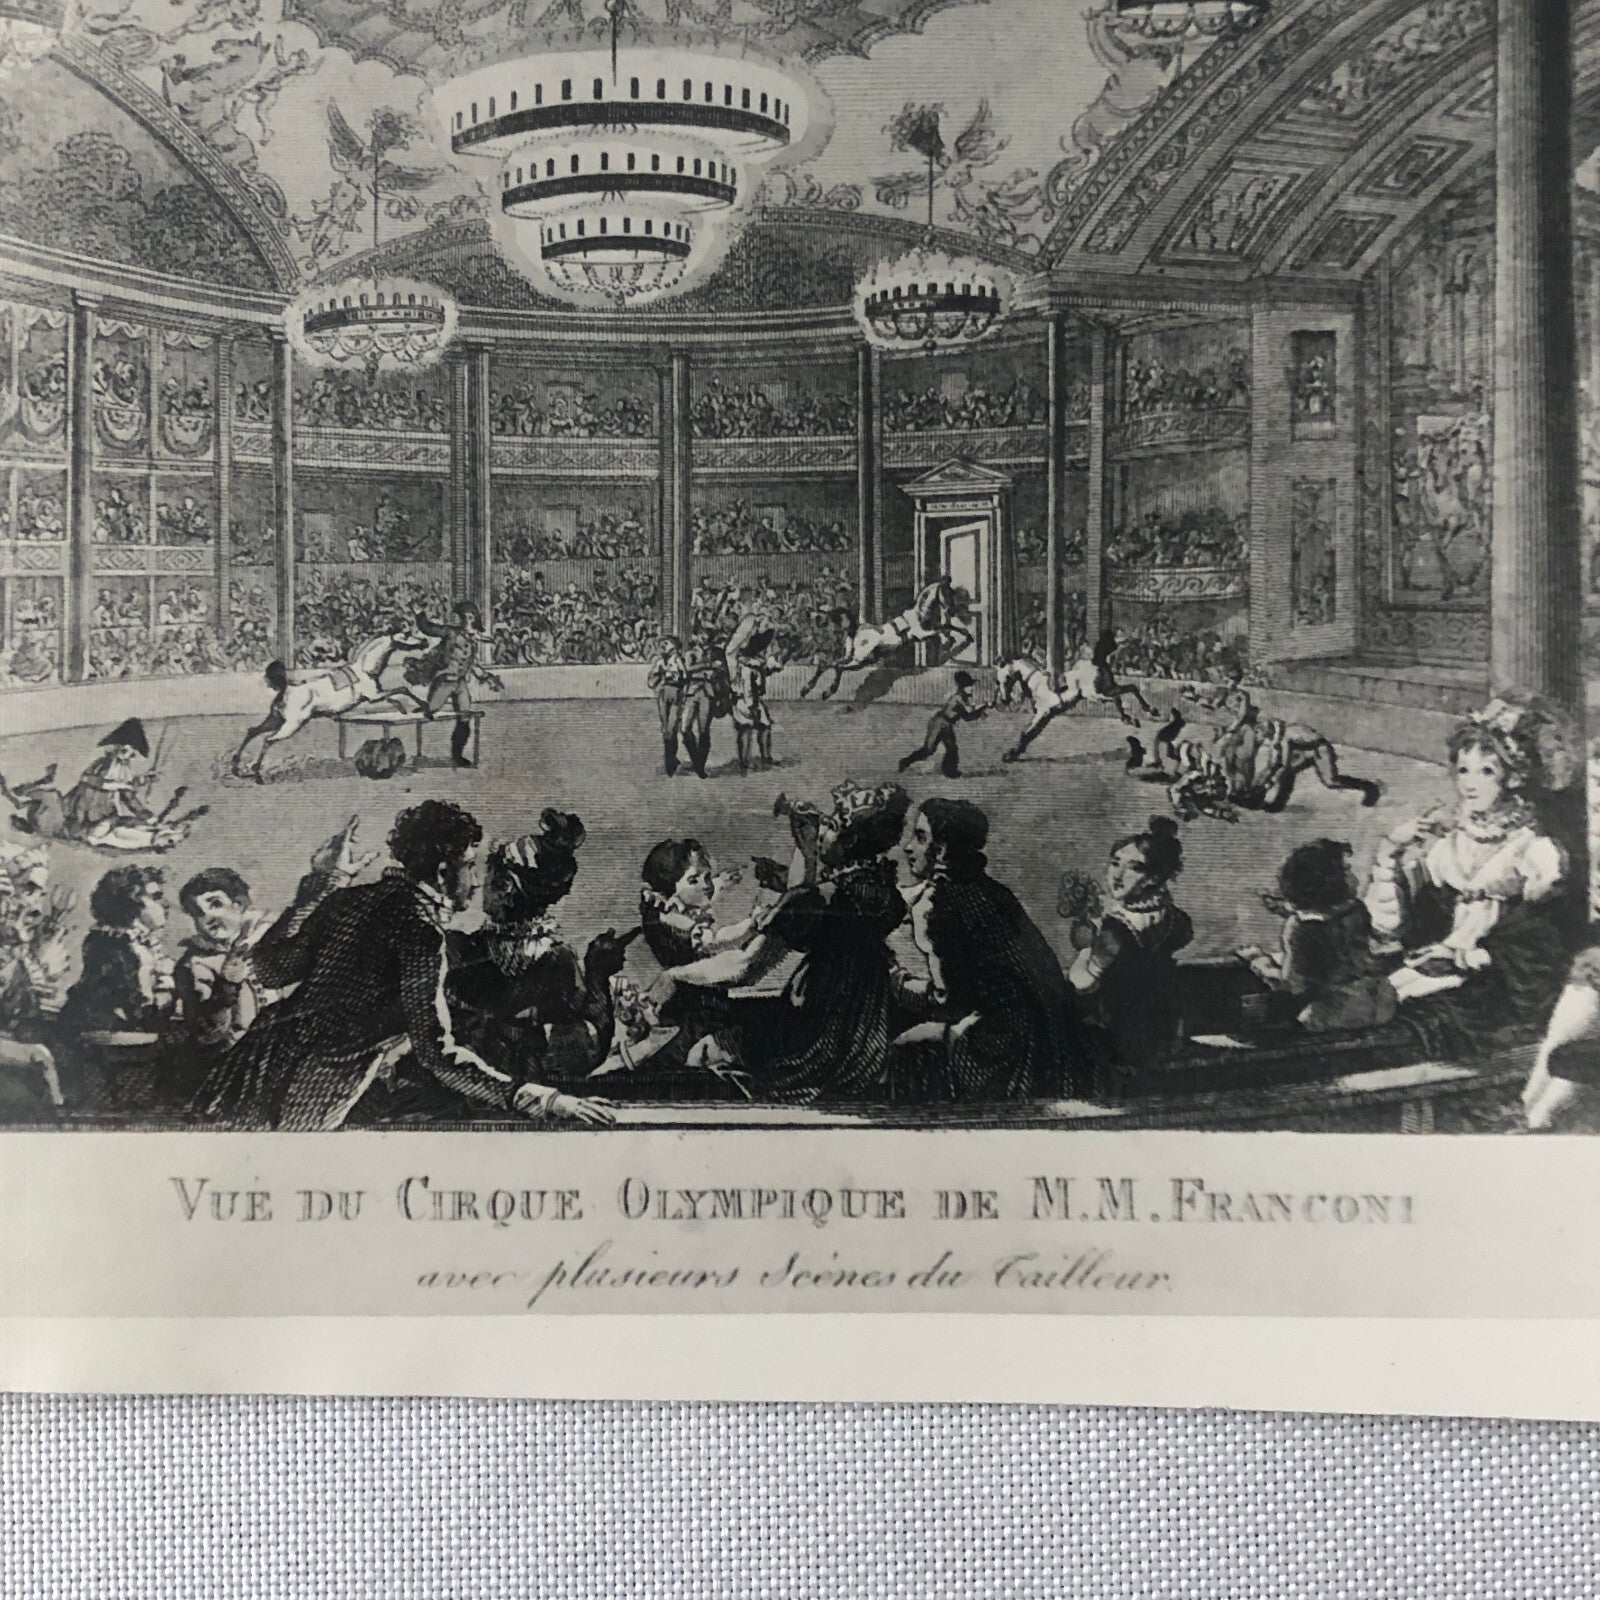 VUE DU CIRQUE OLYMPIQUE DE M.M. FRANCONI
avec plusieurs Scènes du Tailleur.